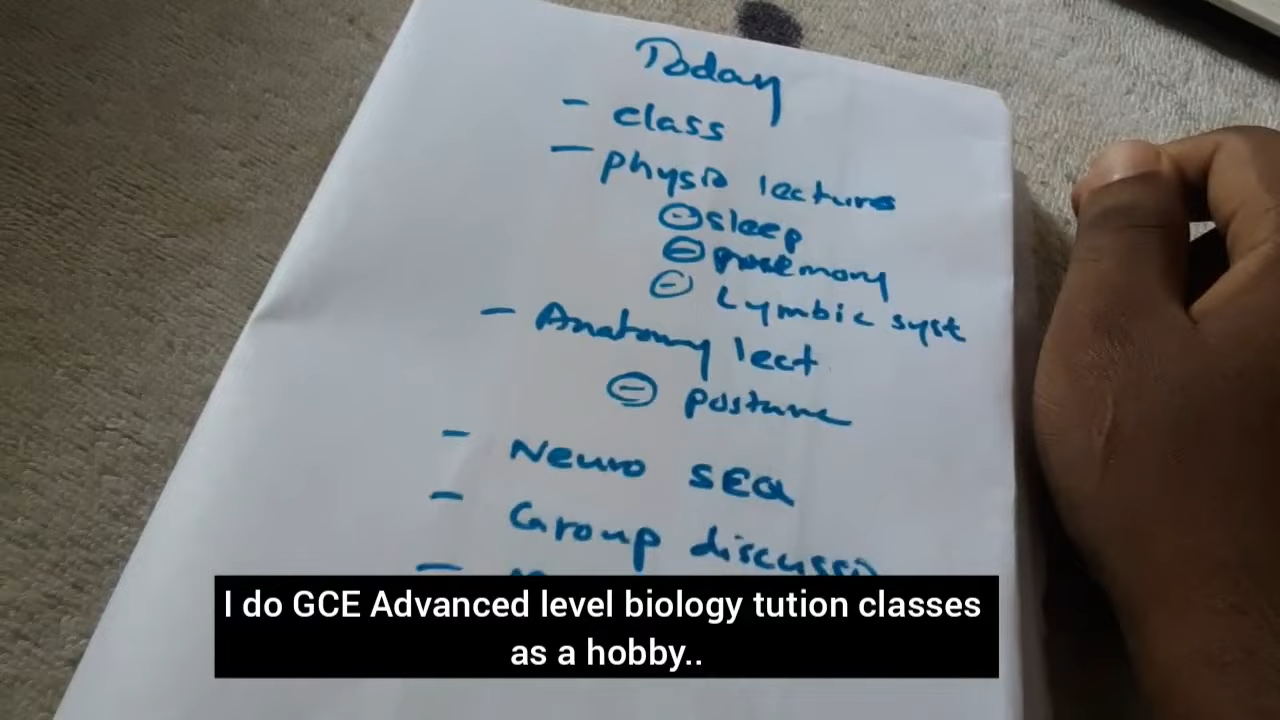 Today
- class
- physio lectures
⊖ sleep
⊖
⊖ Lymbic syst
- Anatomy lect
⊖ posture
- Neuro SEQ
- Group discussio
-
I do GCE Advanced level biology tution classes
as a hobby..